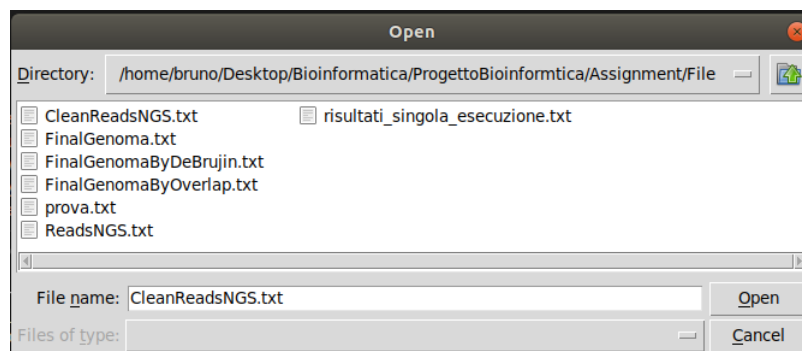 Open
Directory: /home/bruno/Desktop/Bioinformatica/ProgettoBioinformtica/Assignment/File
CleanReadsNGS.txt risultati_singola_esecuzione.txt
FinalGenoma.txt
FinalGenomaByDeBrujin.txt
FinalGenomaByOverlap.txt
prova.txt
ReadsNGS.txt
File name: CleanReadsNGS.txt Open
Files of type: Cancel